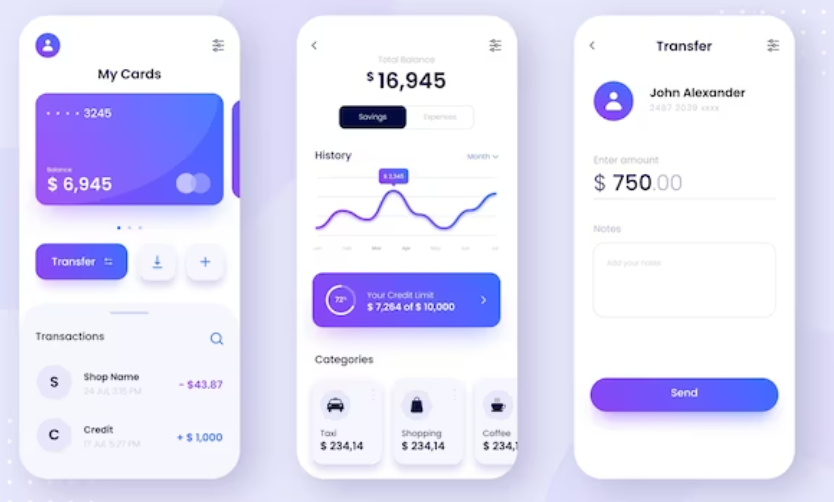 My Cards
3245
Balance
$ 6,945
Transfer
Transactions
S
Shop Name
24 Jul, 3:15 PM
- $43.87
C
Credit
17 Jul, 5:27 PM
+ $ 1,000
Total Balance
$ 16,945
Savings
Expenses
History
Month
$ 2,345
Jan
Feb
Mar
Apr
May
Jun
Jul
72%
Your Credit Limit
$ 7,264 of $ 10,000
Categories
Taxi
$ 234,14
Shopping
$ 234,14
Coffee
$ 234,1
Transfer
John Alexander
2467 2039 xxxx
Enter amount
$ 750.00
Notes
Add your notes
Send